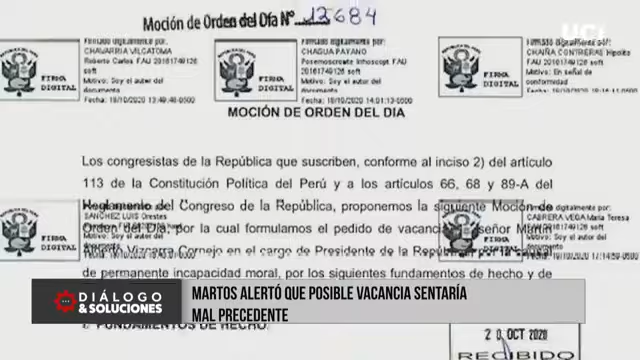 Moción de Orden del Día N° 12684
UCI
Firmado digitalmente por:
CHAVARRIA VILCATOMA
Roberto Carlos FAU 20161749126
soft
Motivo: Soy el autor del
documento
Fecha: 19/10/2020 13:49:48-0500
FIRMA
DIGITAL
Firmado digitalmente por:
CHAGUA PAYANO
Posemoscrowte Irrhoscopt FAU
20161749126 soft
Motivo: Soy el autor del
documento
Fecha: 19/10/2020 14:01:13-0500
FIRMA
DIGITAL
Firmado digitalmente por:
CHAIÑA CONTRERAS Hipolito
FAU 20161749126 soft
Motivo: En señal de
conformidad
FIRMA
DIGITAL
MOCIÓN DE ORDEN DEL DIA
Los congresistas de la República que suscriben, conforme al inciso 2) del artículo
113 de la Constitución Política del Perú y a los artículos 66, 68 y 89-A del
Reglamento del Congreso de la República, proponemos la siguiente Moción de
Orden del Día, por la cual formulamos el pedido de vacancia señor Martín
Vizcarra Cornejo en el cargo de Presidente de la República por
de permanente incapacidad moral, por los siguientes fundamentos de hecho y de
SANCHEZ LUIS Orestes
Motivo: Soy el autor del
FIRMA
DIGITAL
CABRERA VEGA Maria Teresa
FIRMA
DIGITAL
FUNDAMENTOS DE HECHO
DIÁLOGO
& SOLUCIONES
MARTOS ALERTÓ QUE POSIBLE VACANCIA SENTARÍA
MAL PRECEDENTE
20 OCT 2020
RECIBIDO